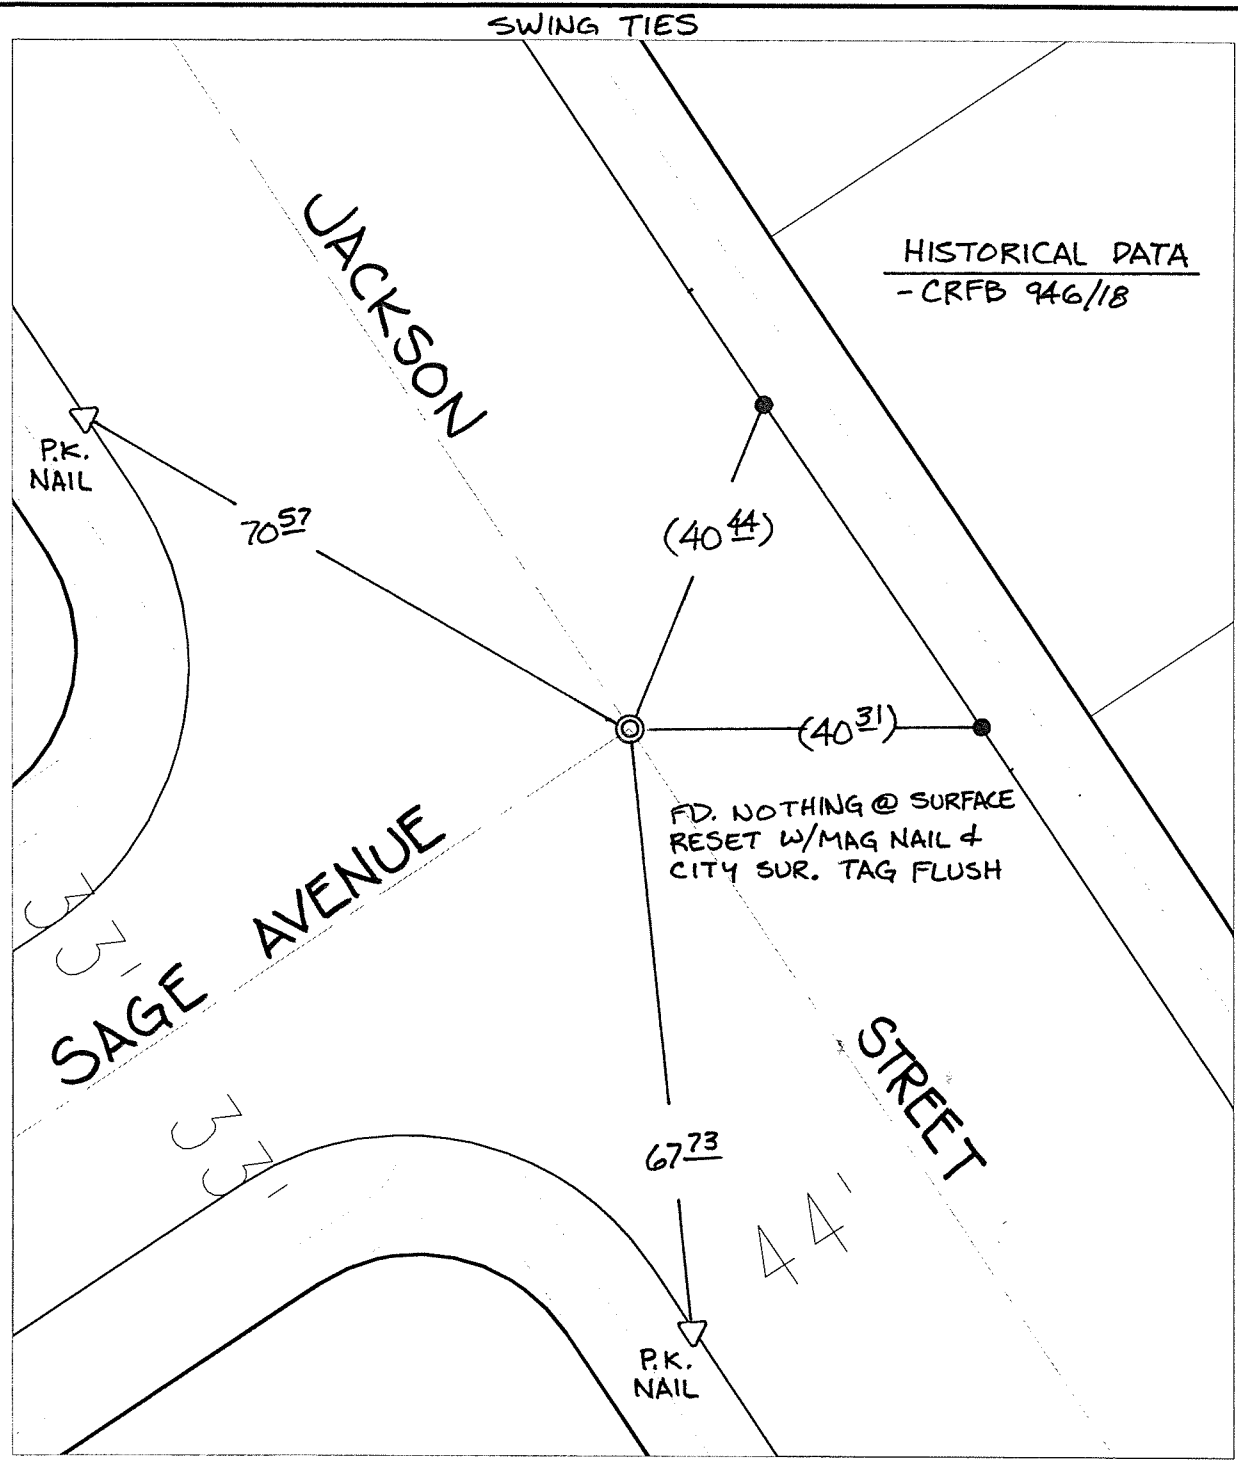 SWING TIES
JACKSON
HISTORICAL DATA
- CRFB 946/18
P.K.
NAIL
70 57
(40 44)
(40 31)
FD. NOTHING @ SURFACE
RESET W/MAG NAIL &
CITY SUR. TAG FLUSH
SAGE AVENUE
33'
33'
STREET
67 73
44'
P.K.
NAIL